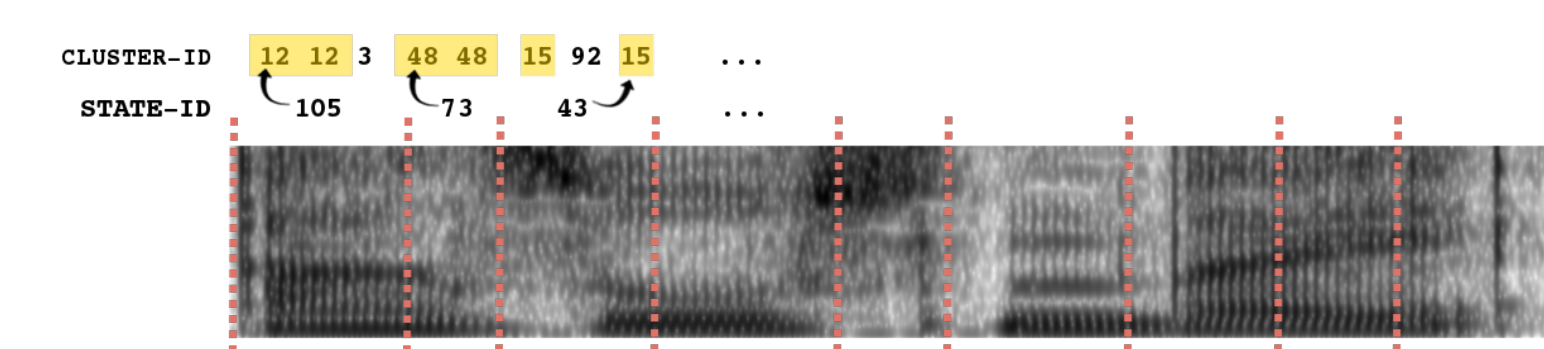 CLUSTER-ID 12 12 3 48 48 15 92 15 ...
STATE-ID 105 73 43 ...